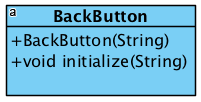 a
BackButton
+BackButton(String)
+void initialize(String)